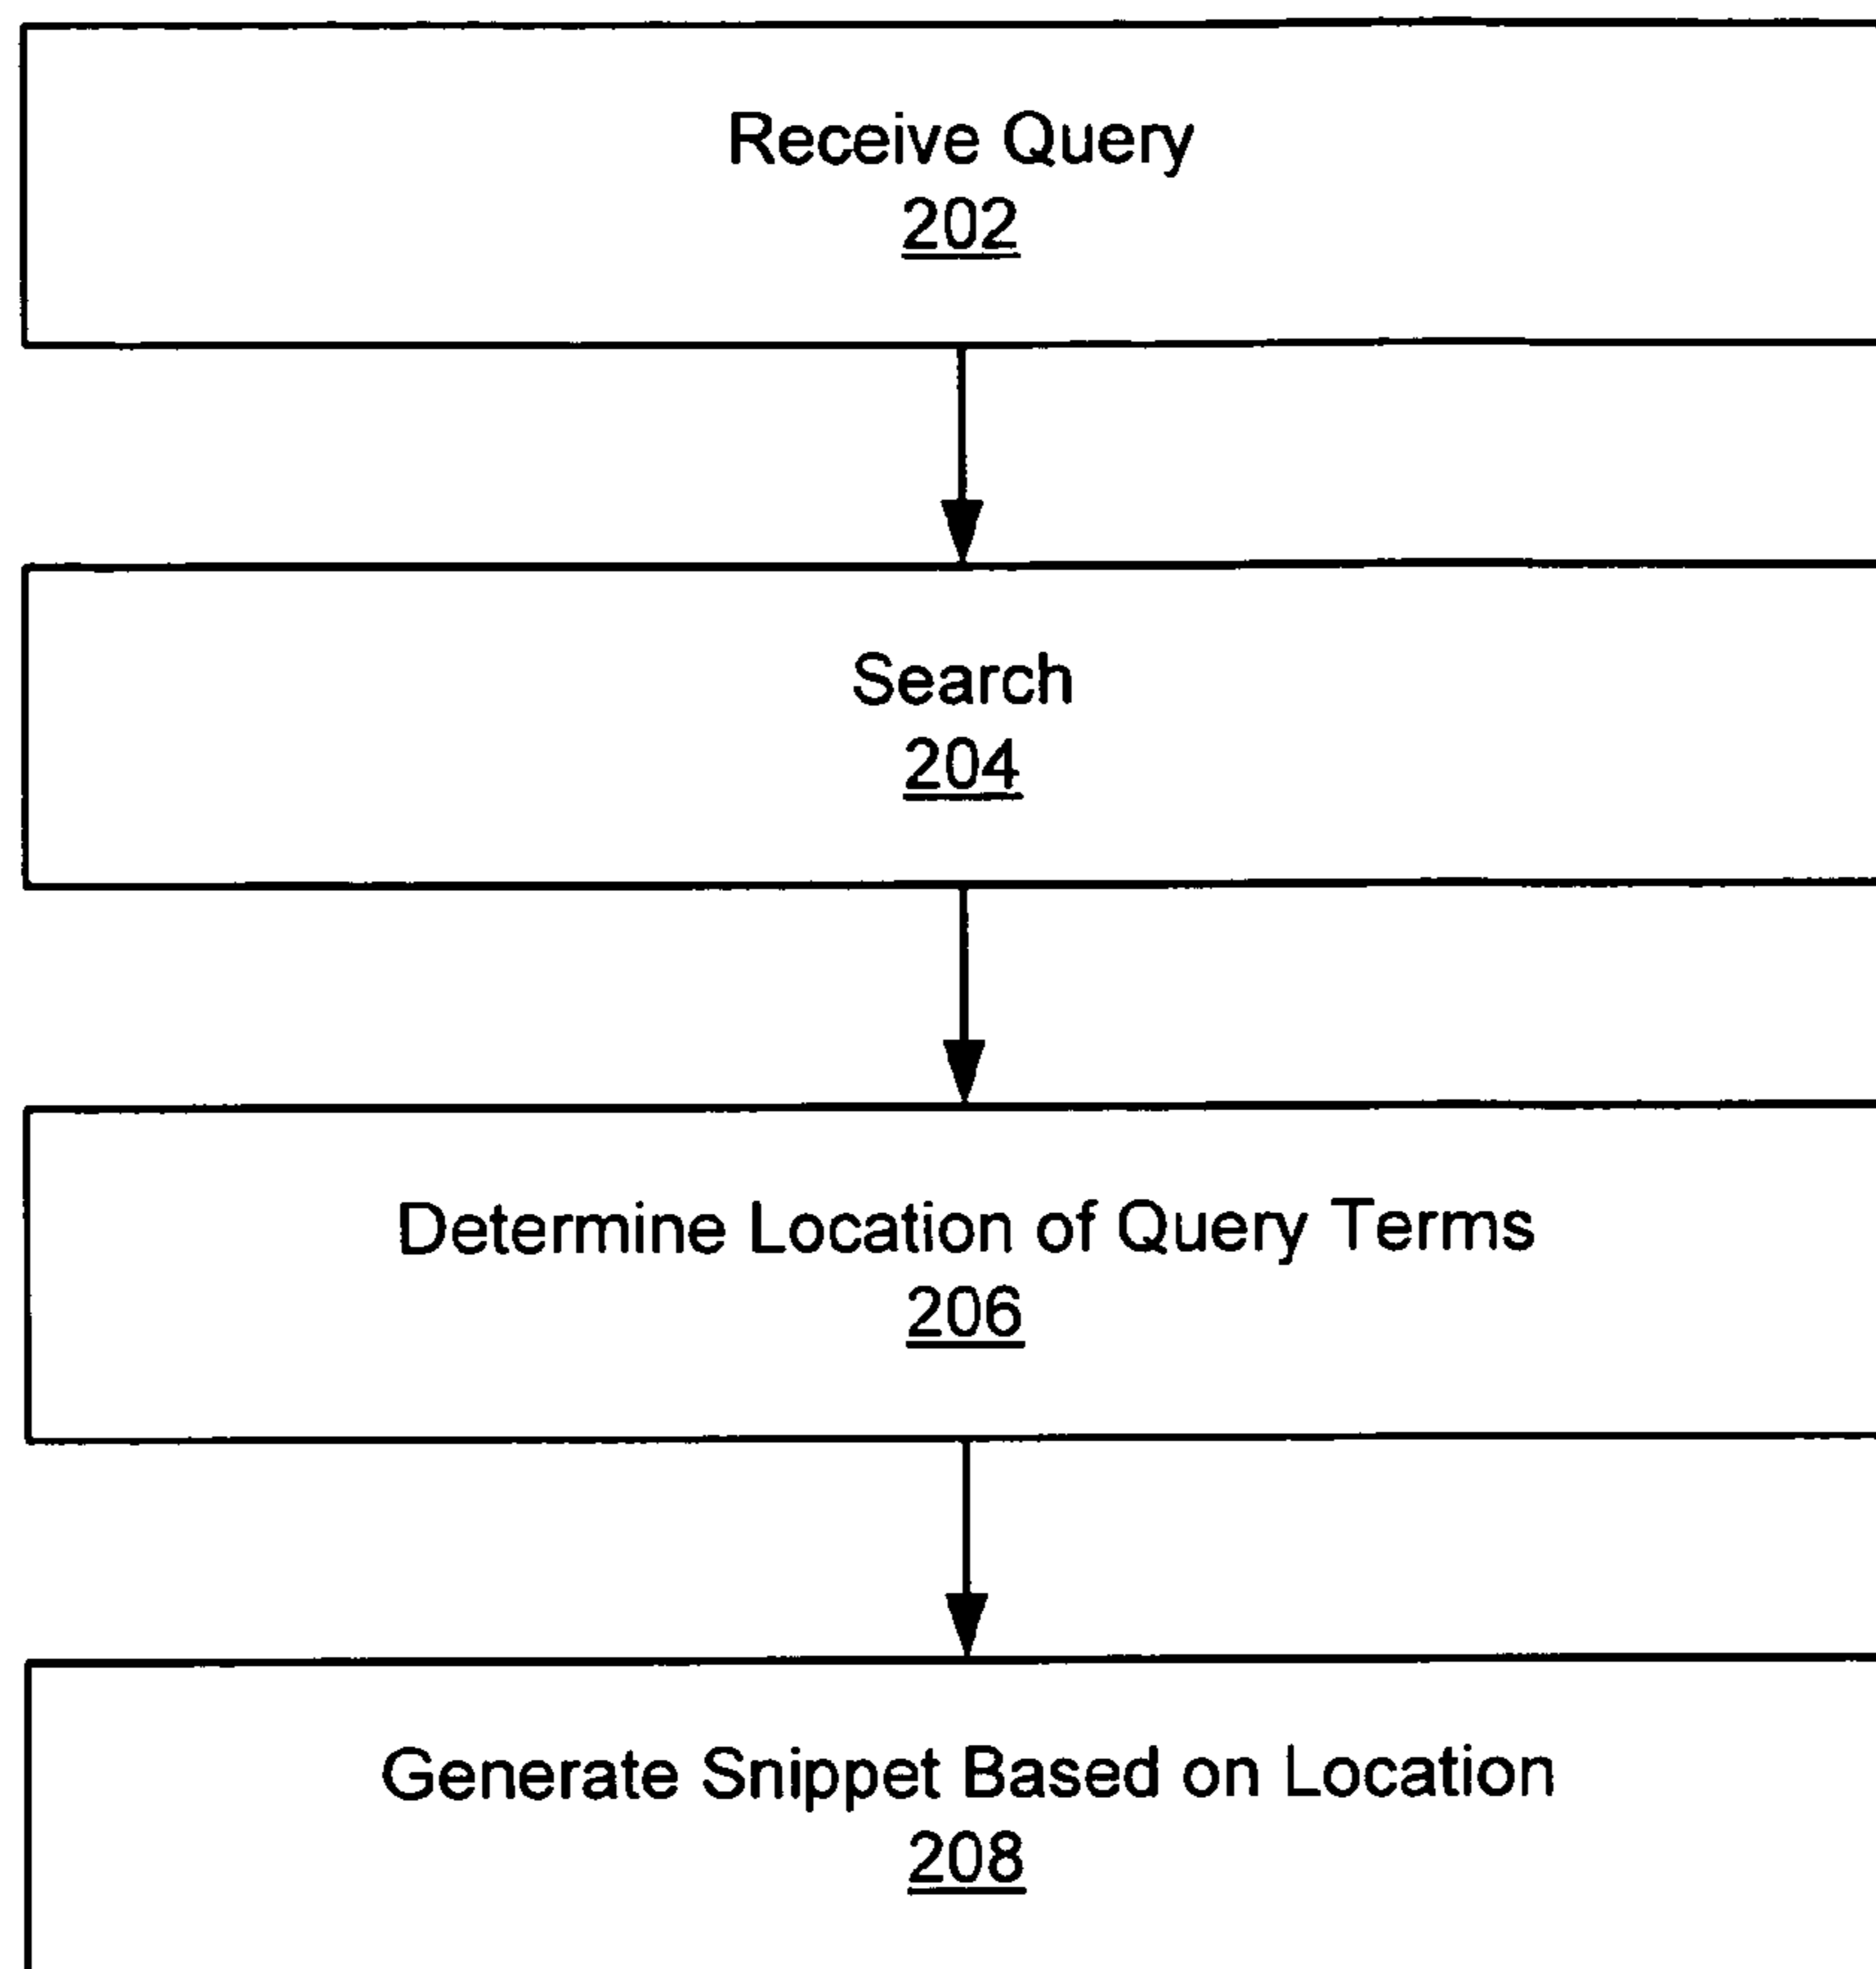 Receive Query
202
Search
204
Determine Location of Query Terms
206
Generate Snippet Based on Location
208